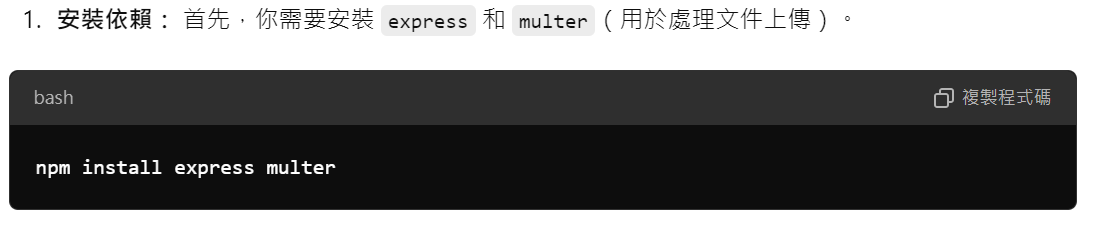 1. 安裝依賴： 首先，你需要安裝 express 和 multer（用於處理文件上傳）。
bash 複製程式碼
npm install express multer